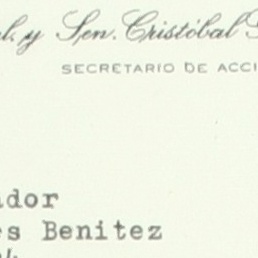 y Sen. Cristóbal
SECRETARIO DE ACCI
ador
es Benitez